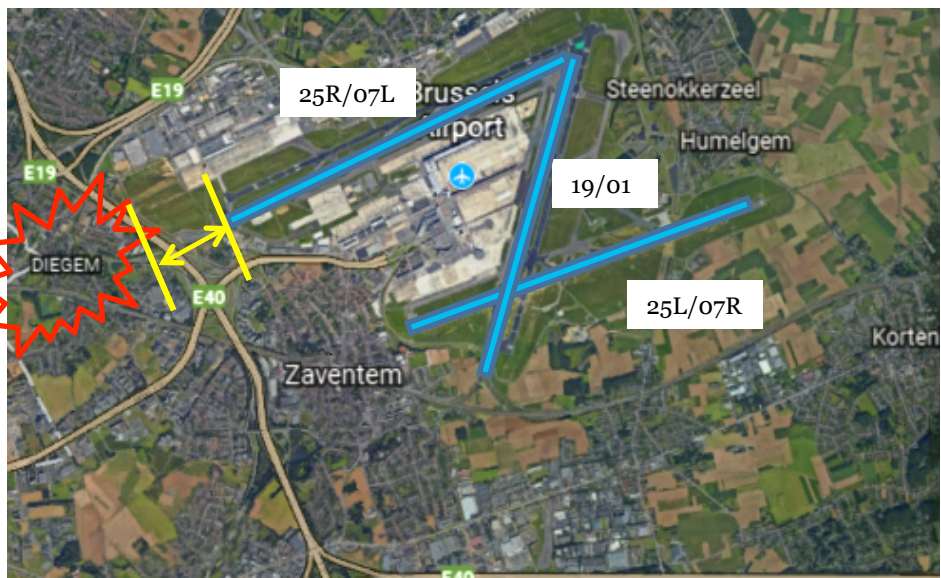 E19
25R/07L
Brussels
Airport
Steenokkerzeel
Humelgem
E19
19/01
DIEGEM
E40
25L/07R
Korten
Zaventem
E40